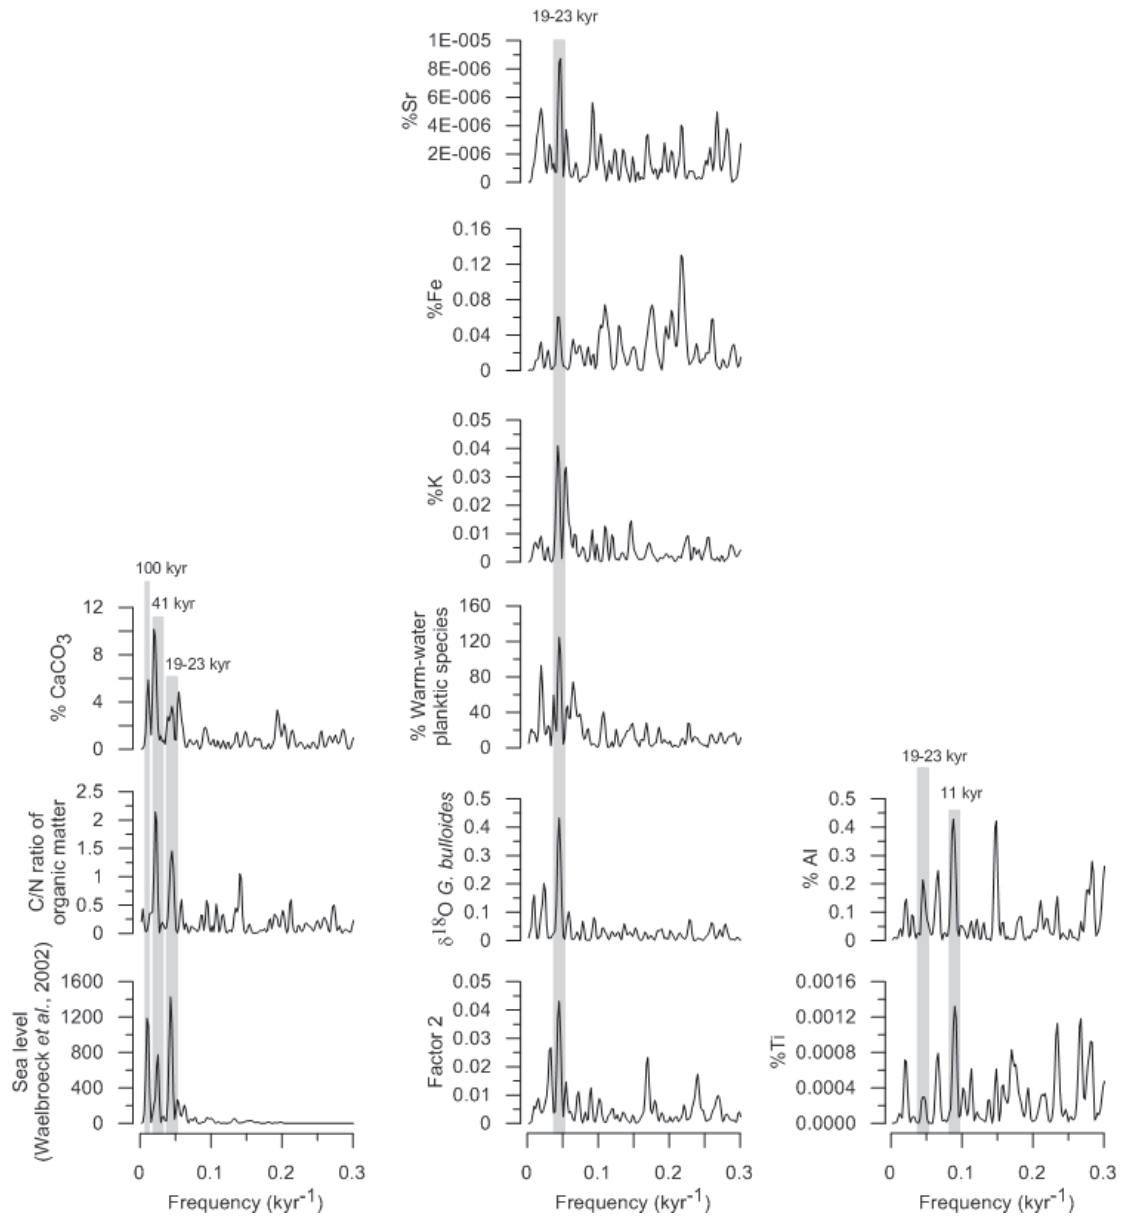 19-23 kyr
1E-005
8E-006
6E-006
4E-006
2E-006
0
%Sr
0.16
0.12
0.08
0.04
0
%Fe
0.05
0.04
0.03
0.02
0.01
0
%K
100 kyr
41 kyr
19-23 kyr
12
8
4
0
% CaCO3
160
120
80
40
0
% Warm-water
planktic species
2.5
2
1.5
1
0.5
0
C/N ratio of
organic matter
0.5
0.4
0.3
0.2
0.1
0
δ18O G. bulloides
19-23 kyr
11 kyr
0.5
0.4
0.3
0.2
0.1
0
% Al
1600
1200
800
400
0
Sea level
(Waelbroeck et al., 2002)
0 0.1 0.2 0.3
Frequency (kyr-1)
0.05
0.04
0.03
0.02
0.01
0
Factor 2
0 0.1 0.2 0.3
Frequency (kyr-1)
0.0016
0.0012
0.0008
0.0004
0.0000
%Ti
0 0.1 0.2 0.3
Frequency (kyr-1)